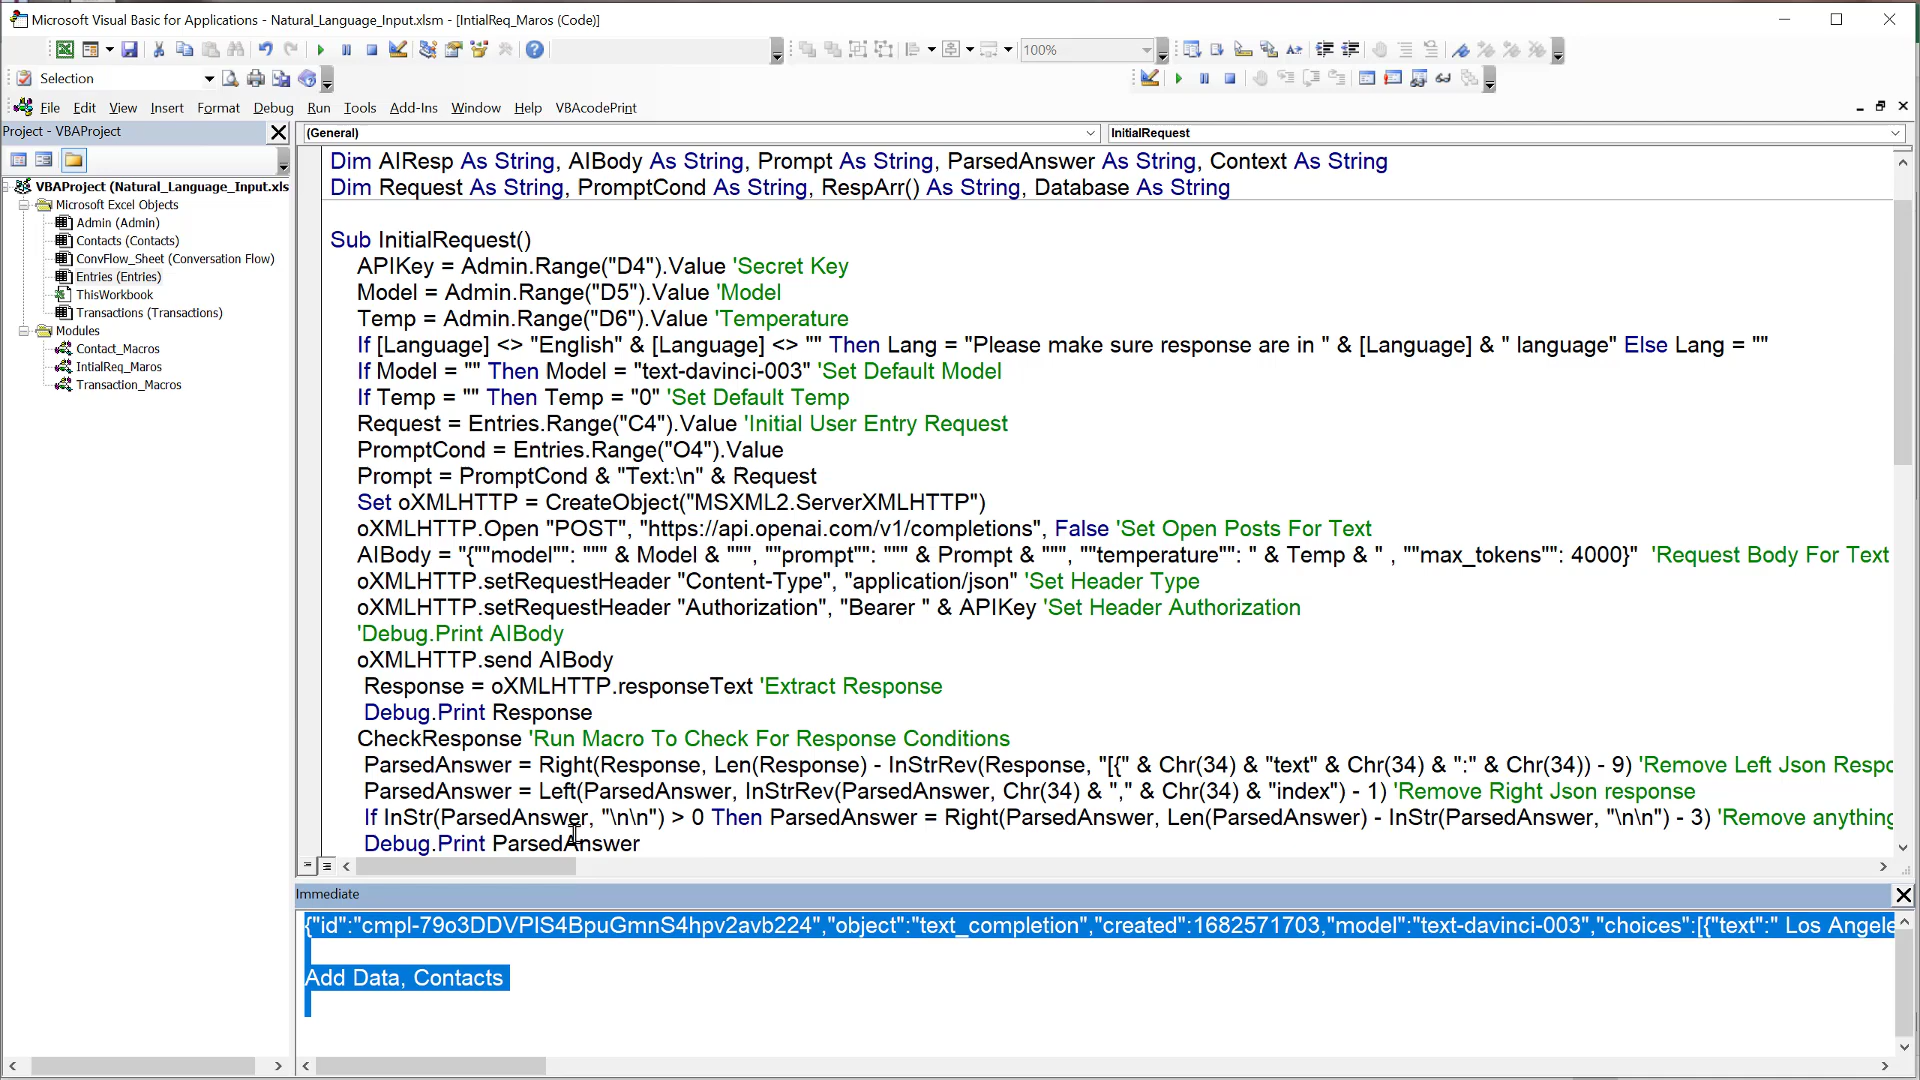 Microsoft Visual Basic for Applications - Natural_Language_Input.xlsm - [IntialReq_Maros (Code)]
100%
Selection
File Edit View Insert Format Debug Run Tools Add-Ins Window Help VBAcodePrint
Project - VBAProject
(General)
InitialRequest
VBAProject (Natural_Language_Input.xls
Microsoft Excel Objects
Admin (Admin)
Contacts (Contacts)
ConvFlow_Sheet (Conversation Flow)
Entries (Entries)
ThisWorkbook
Transactions (Transactions)
Modules
Contact_Macros
IntialReq_Maros
Transaction_Macros
Dim AIResp As String, AIBody As String, Prompt As String, ParsedAnswer As String, Context As String
Dim Request As String, PromptCond As String, RespArr() As String, Database As String
Sub InitialRequest()
APIKey = Admin.Range("D4").Value 'Secret Key
Model = Admin.Range("D5").Value 'Model
Temp = Admin.Range("D6").Value 'Temperature
If [Language] <> "English" & [Language] <> "" Then Lang = "Please make sure response are in " & [Language] & " language" Else Lang = ""
If Model = "" Then Model = "text-davinci-003" 'Set Default Model
If Temp = "" Then Temp = "0" 'Set Default Temp
Request = Entries.Range("C4").Value 'Initial User Entry Request
PromptCond = Entries.Range("O4").Value
Prompt = PromptCond & "Text:\n" & Request
Set oXMLHTTP = CreateObject("MSXML2.ServerXMLHTTP")
oXMLHTTP.Open "POST", "https://api.openai.com/v1/completions", False 'Set Open Posts For Text
AIBody = "{""model"": """ & Model & """, ""prompt"": """ & Prompt & """, ""temperature"": " & Temp & " , ""max_tokens"": 4000}" 'Request Body For Text
oXMLHTTP.setRequestHeader "Content-Type", "application/json" 'Set Header Type
oXMLHTTP.setRequestHeader "Authorization", "Bearer " & APIKey 'Set Header Authorization
'Debug.Print AIBody
oXMLHTTP.send AIBody
Response = oXMLHTTP.responseText 'Extract Response
Debug.Print Response
CheckResponse 'Run Macro To Check For Response Conditions
ParsedAnswer = Right(Response, Len(Response) - InStrRev(Response, "[{" & Chr(34) & "text" & Chr(34) & ":" & Chr(34)) - 9) 'Remove Left Json Respo
ParsedAnswer = Left(ParsedAnswer, InStrRev(ParsedAnswer, Chr(34) & "," & Chr(34) & "index") - 1) 'Remove Right Json response
If InStr(ParsedAnswer, "\n\n") > 0 Then ParsedAnswer = Right(ParsedAnswer, Len(ParsedAnswer) - InStr(ParsedAnswer, "\n\n") - 3) 'Remove anything
Debug.Print ParsedAnswer
Immediate
{"id":"cmpl-79o3DDVPlS4BpuGmnS4hpv2avb224","object":"text_completion","created":1682571703,"model":"text-davinci-003","choices":[{"text":" Los Angele
Add Data, Contacts